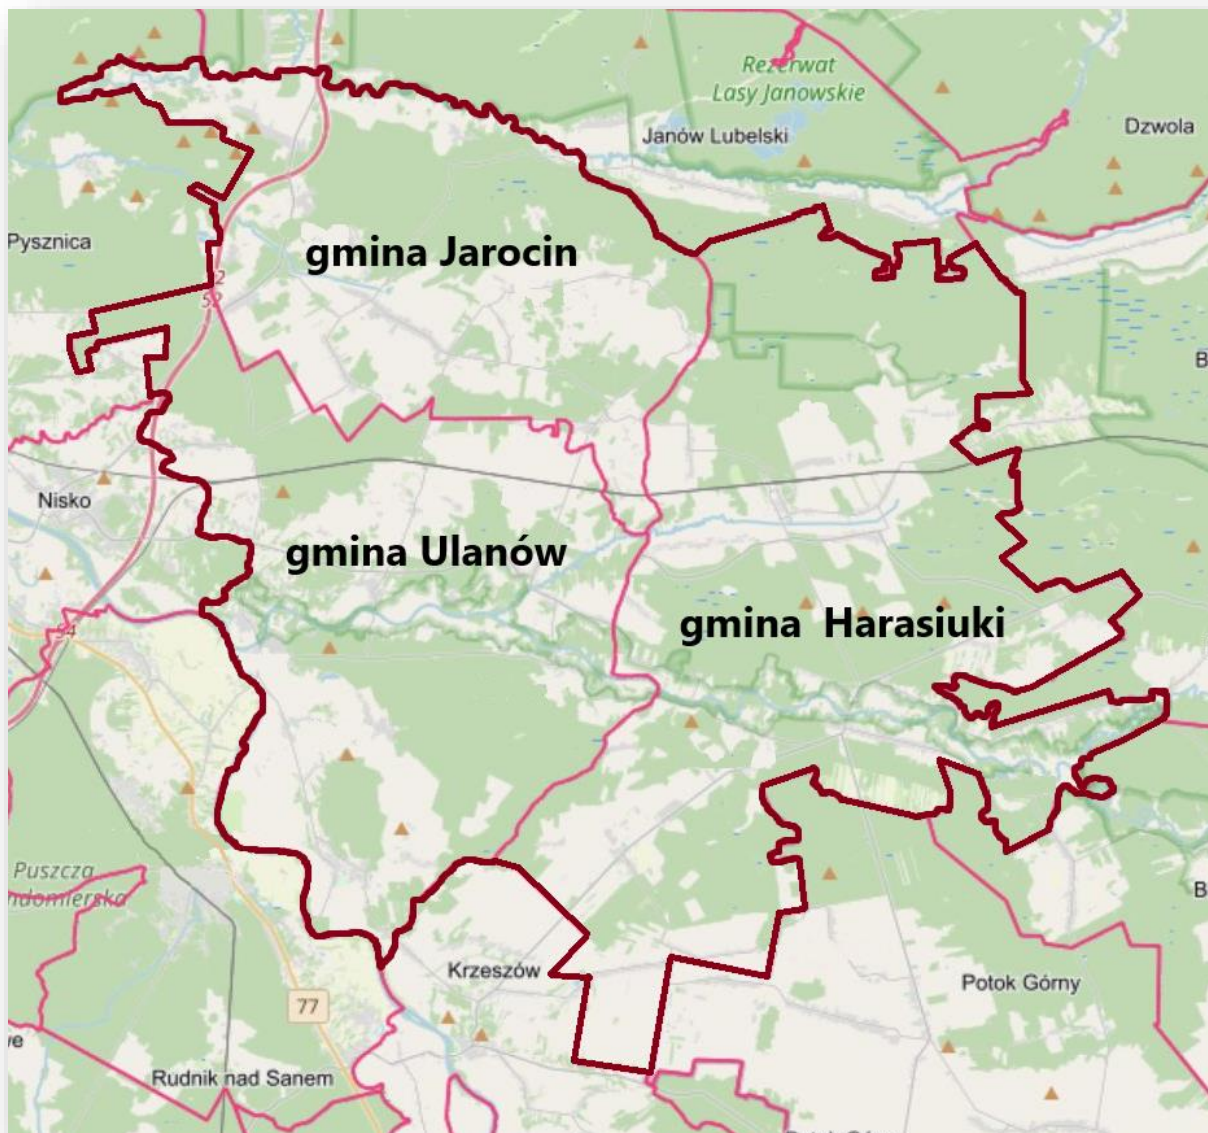 Rezerwat
Lasy Janowskie
Janów Lubelski
Dzwola
Pysznica
gmina Jarocin
52
Nisko
gmina Ulanów
gmina  Harasiuki
Puszcza
Krzeszów
77
Potok Górny
Rudnik nad Sanem